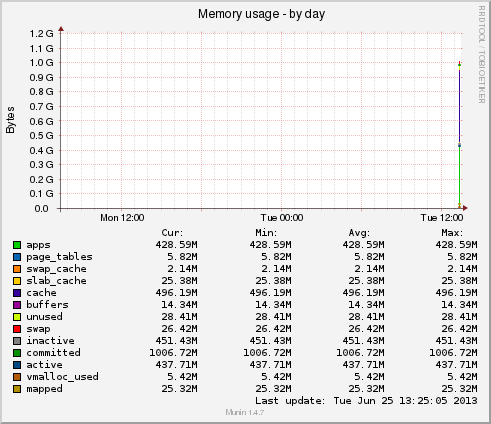 Memory usage - by day
RRDTOOL / TOBI OETIKER
Bytes
1.2 G
1.1 G
1.0 G
0.9 G
0.8 G
0.7 G
0.6 G
0.5 G
0.4 G
0.3 G
0.2 G
0.1 G
0.0
Mon 12:00 Tue 00:00 Tue 12:00
Cur: Min: Avg: Max:
apps 428.59M 428.59M 428.59M 428.59M
page_tables 5.82M 5.82M 5.82M 5.82M
swap_cache 2.14M 2.14M 2.14M 2.14M
slab_cache 25.38M 25.38M 25.38M 25.38M
cache 496.19M 496.19M 496.19M 496.19M
buffers 14.34M 14.34M 14.34M 14.34M
unused 28.41M 28.41M 28.41M 28.41M
swap 26.42M 26.42M 26.42M 26.42M
inactive 451.43M 451.43M 451.43M 451.43M
committed 1006.72M 1006.72M 1006.72M 1006.72M
active 437.71M 437.71M 437.71M 437.71M
vmalloc_used 5.42M 5.42M 5.42M 5.42M
mapped 25.32M 25.32M 25.32M 25.32M
Last update: Tue Jun 25 13:25:05 2013
Munin 1.4.7